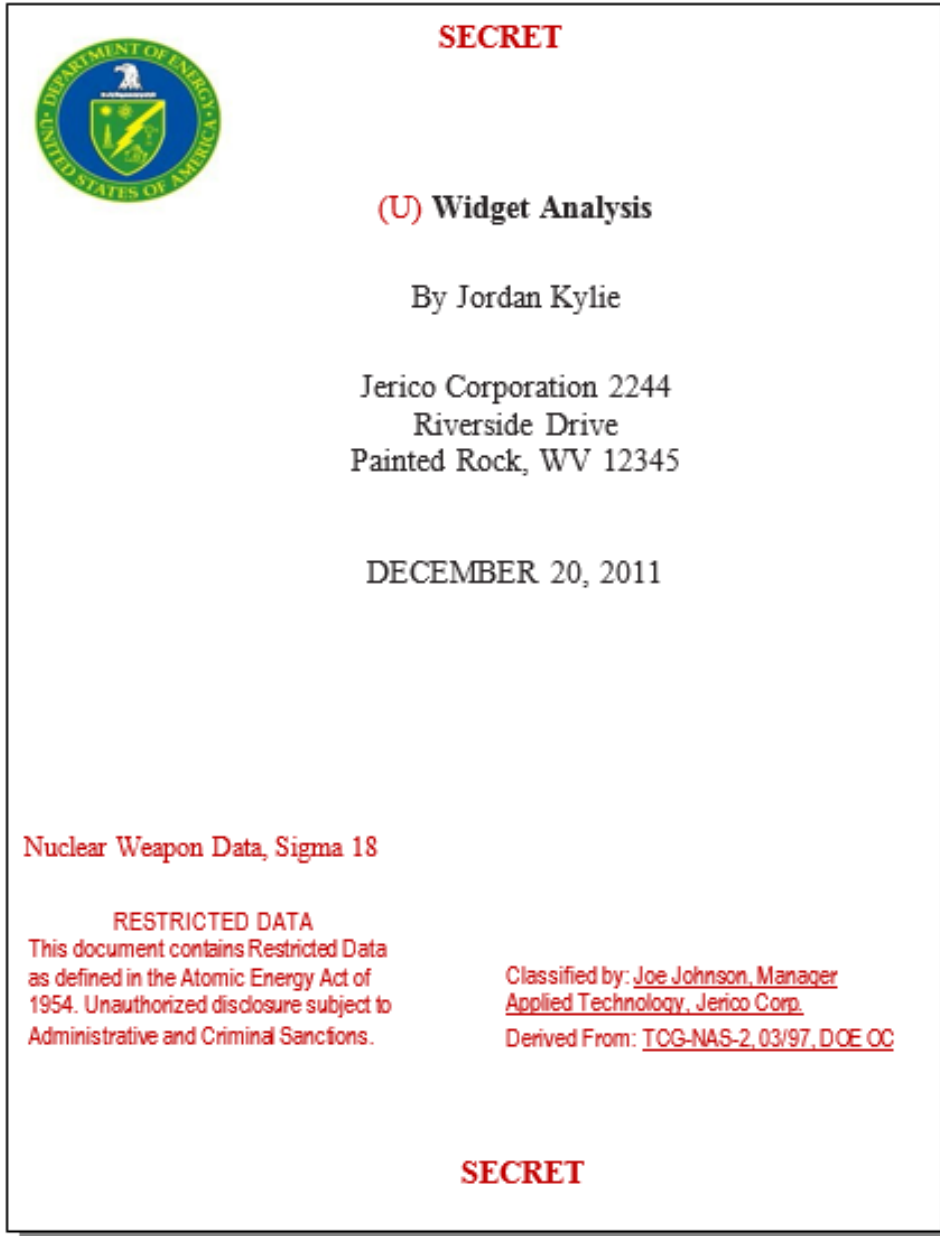 SECRET
DEPARTMENT OF ENERGY
UNITED STATES OF AMERICA
(U) Widget Analysis
By Jordan Kylie
Jerico Corporation 2244
Riverside Drive
Painted Rock, WV 12345
DECEMBER 20, 2011
Nuclear Weapon Data, Sigma 18
RESTRICTED DATA
This document contains Restricted Data
as defined in the Atomic Energy Act of
1954. Unauthorized disclosure subject to
Administrative and Criminal Sanctions.
Classified by: Joe Johnson, Manager
Applied Technology, Jerico Corp.
Derived From: TCG-NAS-2, 03/97, DOE OC
SECRET